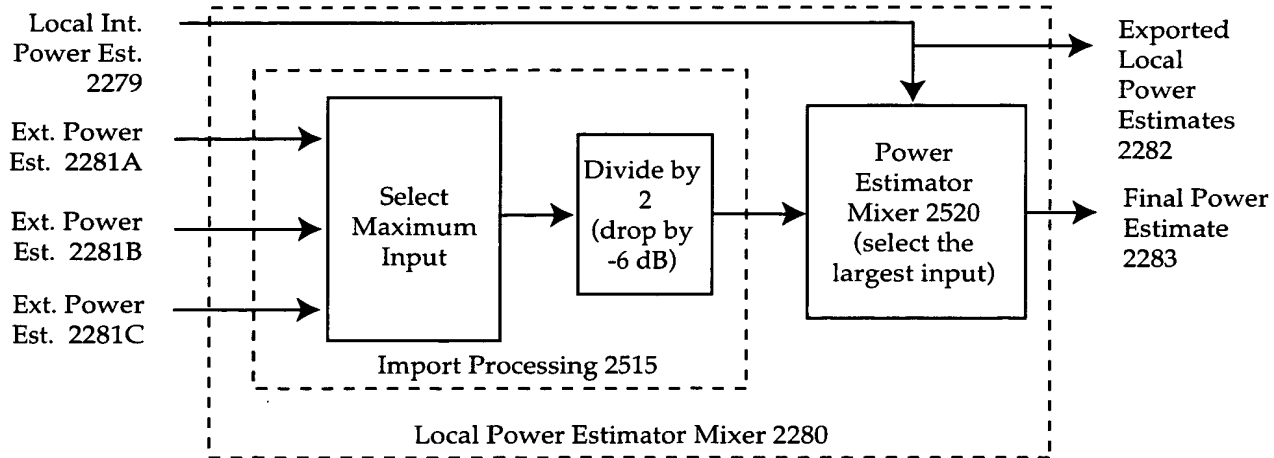 Local Int.
Power Est.
2279
Ext. Power
Est. 2281A
Ext. Power
Est. 2281B
Ext. Power
Est. 2281C
Select
Maximum
Input
Divide by
2
(drop by
-6 dB)
Import Processing 2515
Power
Estimator
Mixer 2520
(select the
largest input)
Local Power Estimator Mixer 2280
Exported
Local
Power
Estimates
2282
Final Power
Estimate
2283